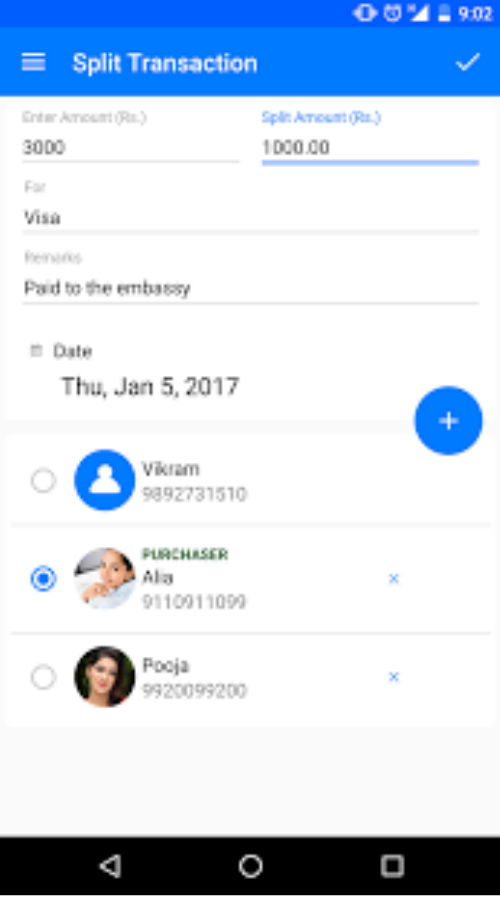 9:02
Split Transaction
Enter Amount (Rs.) Split Amount (Rs.)
3000 1000.00
For
Visa
Remarks
Paid to the embassy
Date
Thu, Jan 5, 2017
+
Vikram
9892731510
PURCHASER
Alia
9110911099
Pooja
9920099200